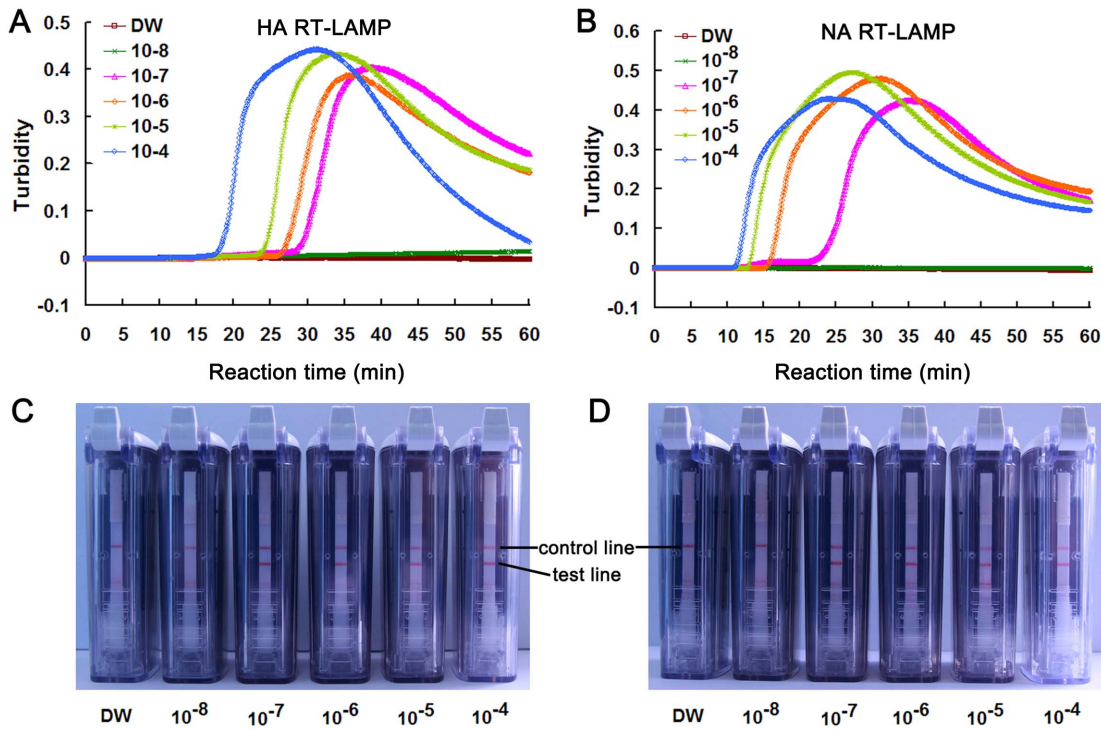 A
HA RT-LAMP
Turbidity
0.5
0.4
0.3
0.2
0.1
0
-0.1
DW
10-8
10-7
10-6
10-5
10-4
0 5 10 15 20 25 30 35 40 45 50 55 60
Reaction time (min)
B
NA RT-LAMP
Turbidity
0.6
0.5
0.4
0.3
0.2
0.1
0
-0.1
DW
10⁻⁸
10⁻⁷
10⁻⁶
10⁻⁵
10⁻⁴
0 5 10 15 20 25 30 35 40 45 50 55 60
Reaction time (min)
C
D
control line
test line
DW 10⁻⁸ 10⁻⁷ 10⁻⁶ 10⁻⁵ 10⁻⁴
DW 10⁻⁸ 10⁻⁷ 10⁻⁶ 10⁻⁵ 10⁻⁴